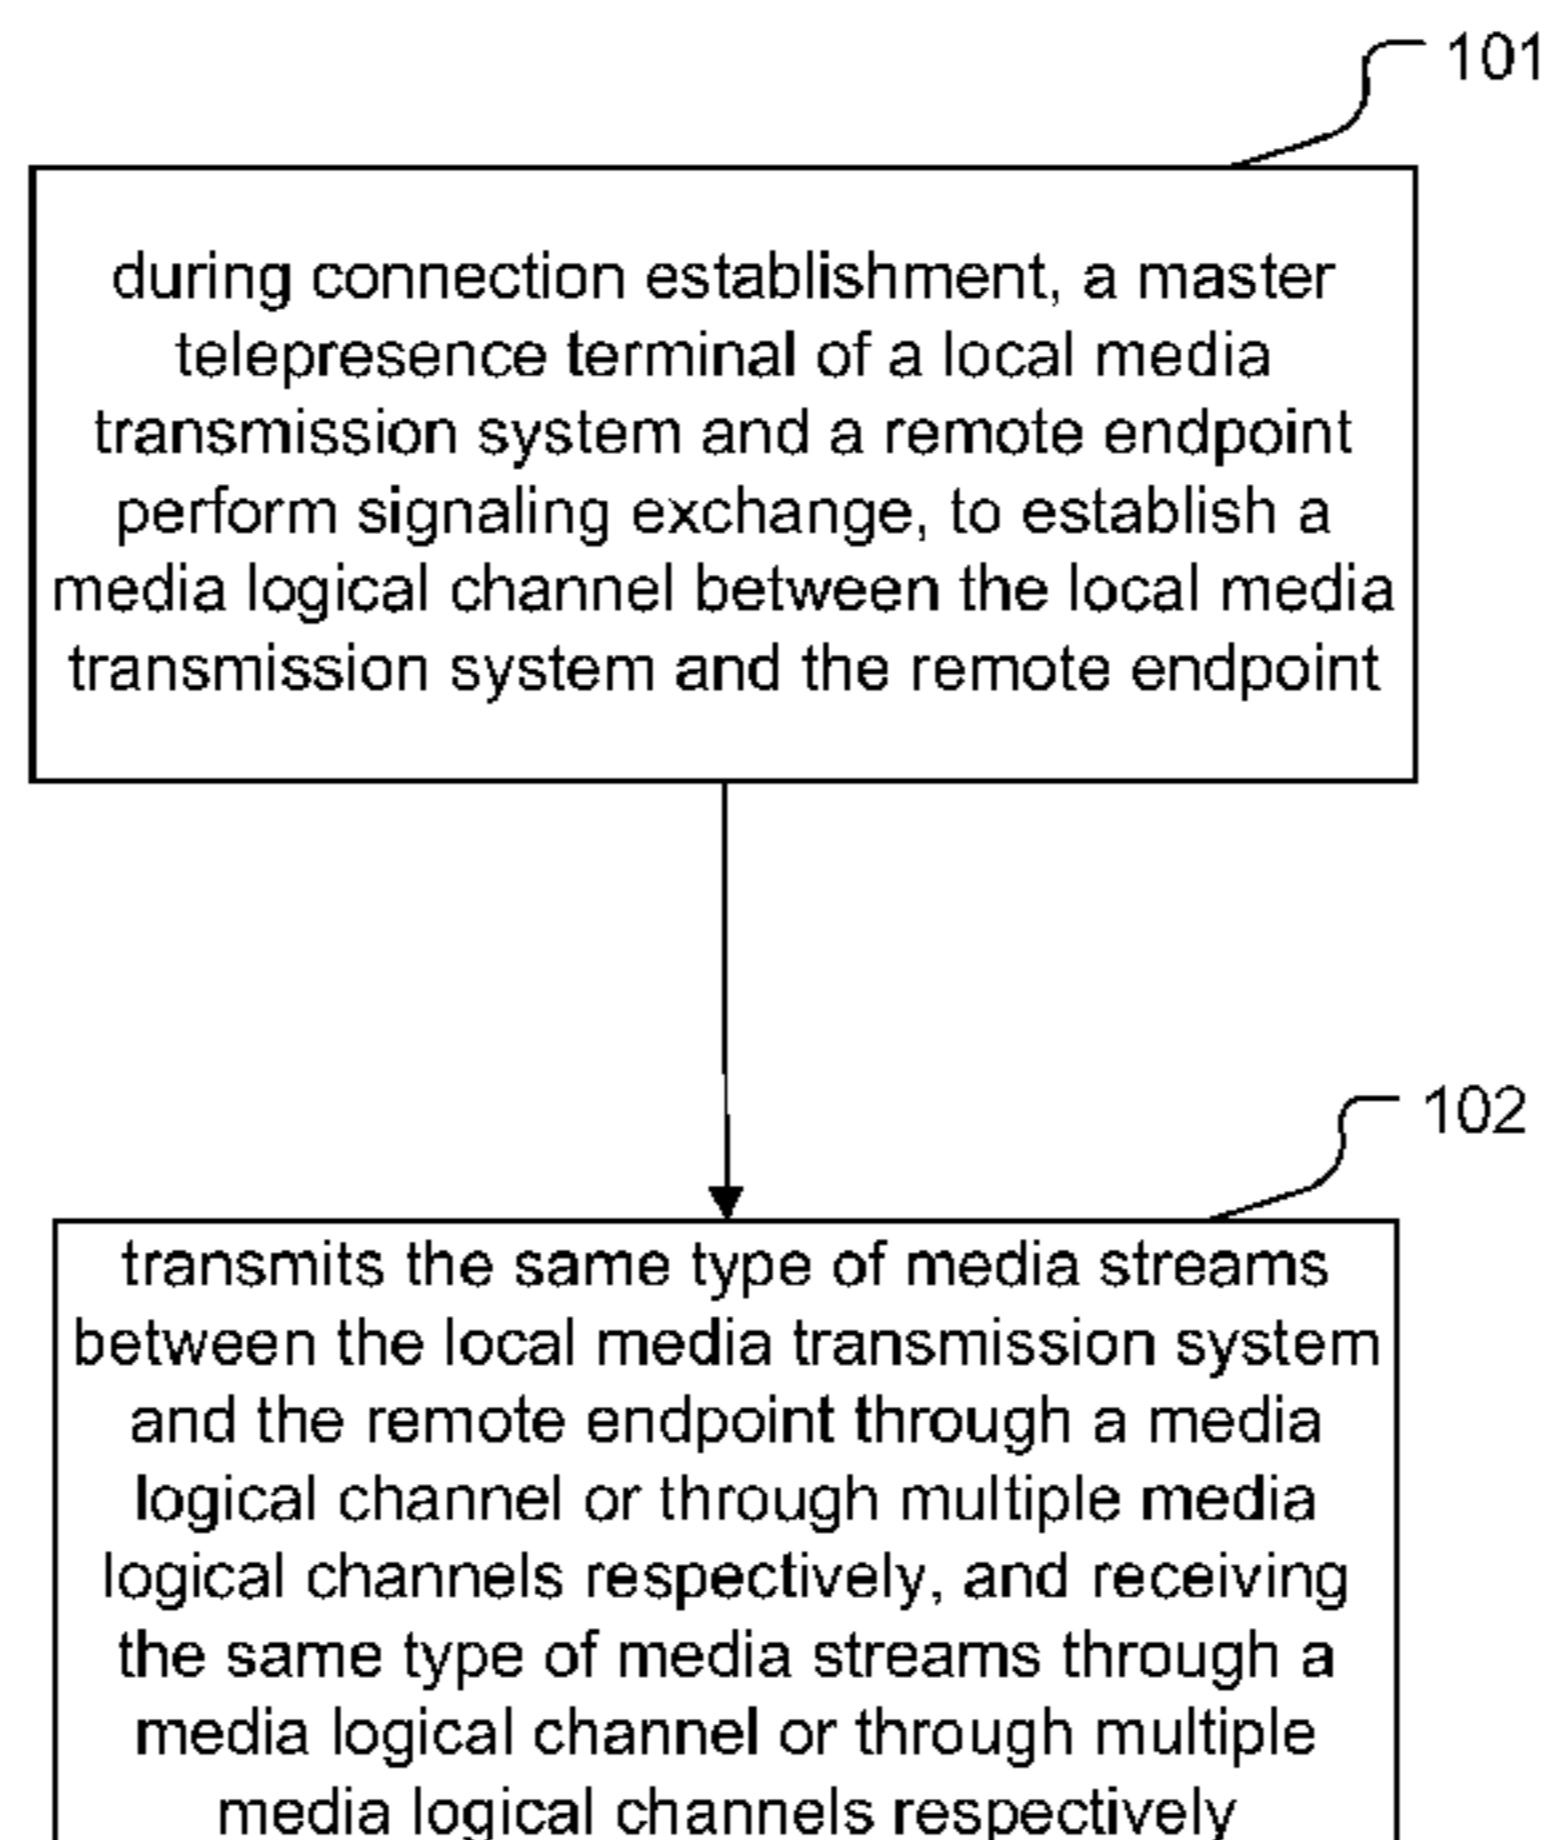 101
during connection establishment, a master
telepresence terminal of a local media
transmission system and a remote endpoint
perform signaling exchange, to establish a
media logical channel between the local media
transmission system and the remote endpoint
102
transmits the same type of media streams
between the local media transmission system
and the remote endpoint through a media
logical channel or through multiple media
logical channels respectively, and receiving
the same type of media streams through a
media logical channel or through multiple
media logical channels respectively